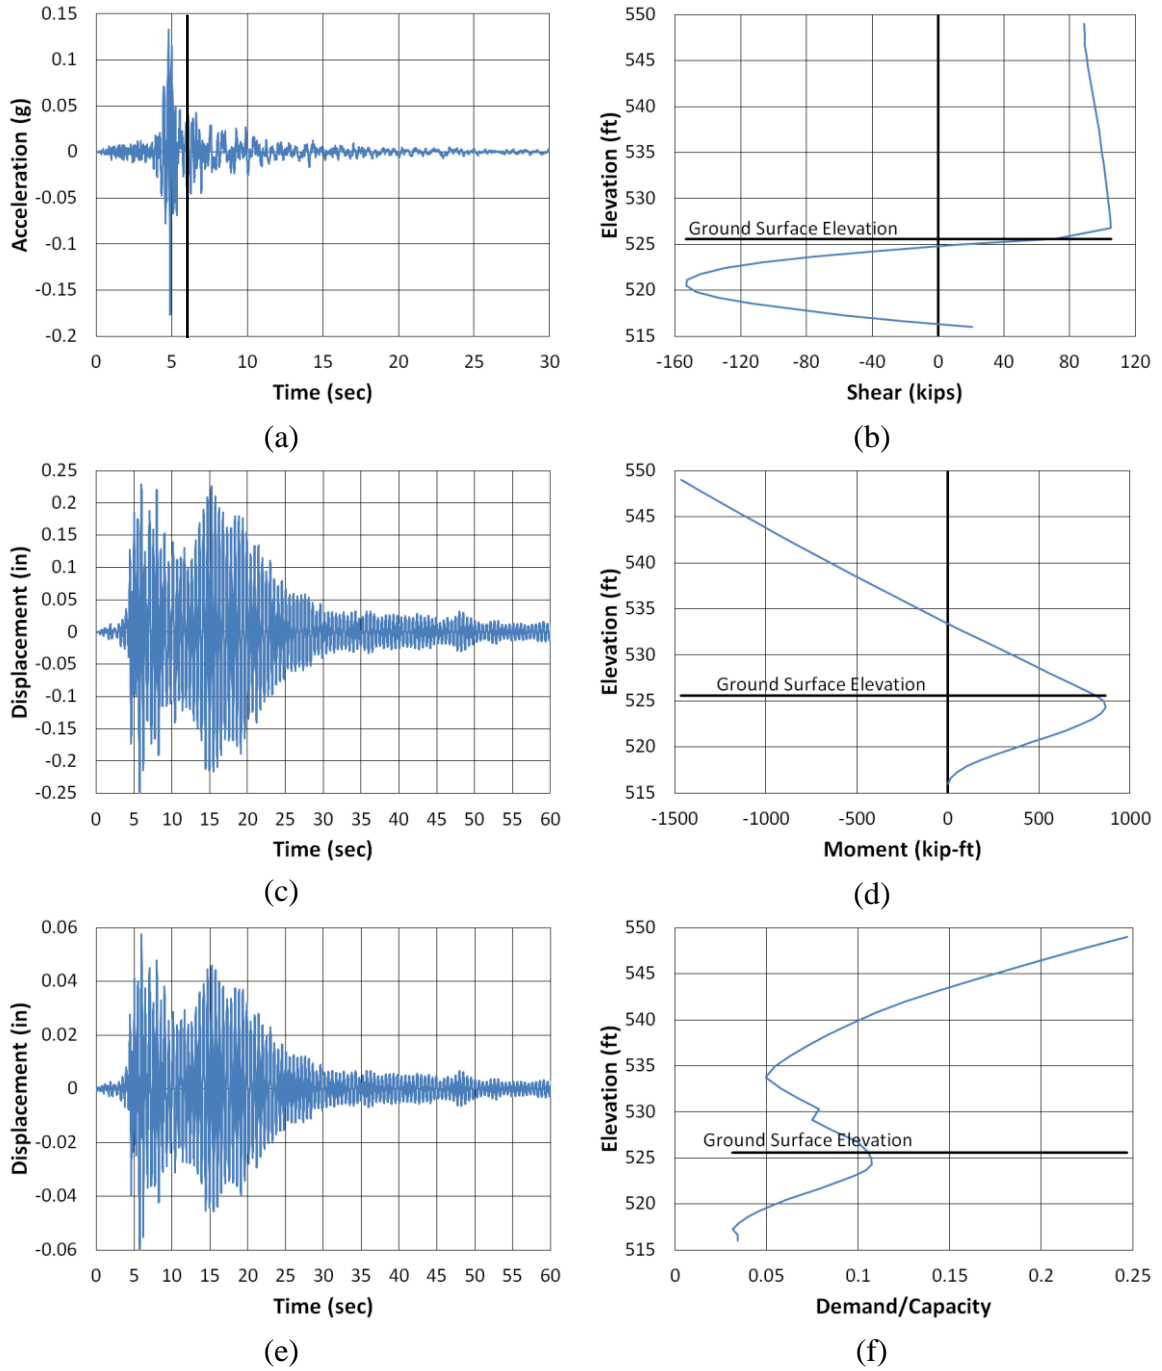 0.15
0.1
0.05
0
-0.05
-0.1
-0.15
-0.2
Acceleration (g)
0 5 10 15 20 25 30
Time (sec)
(a)
550
545
540
535
530
525
520
515
Elevation (ft)
Ground Surface Elevation
-160 -120 -80 -40 0 40 80 120
Shear (kips)
(b)
0.25
0.2
0.15
0.1
0.05
0
-0.05
-0.1
-0.15
-0.2
-0.25
Displacement (in)
0 5 10 15 20 25 30 35 40 45 50 55 60
Time (sec)
(c)
550
545
540
535
530
525
520
515
Elevation (ft)
Ground Surface Elevation
-1500 -1000 -500 0 500 1000
Moment (kip-ft)
(d)
0.06
0.04
0.02
0
-0.02
-0.04
-0.06
Displacement (in)
0 5 10 15 20 25 30 35 40 45 50 55 60
Time (sec)
(e)
550
545
540
535
530
525
520
515
Elevation (ft)
Ground Surface Elevation
0 0.05 0.1 0.15 0.2 0.25
Demand/Capacity
(f)